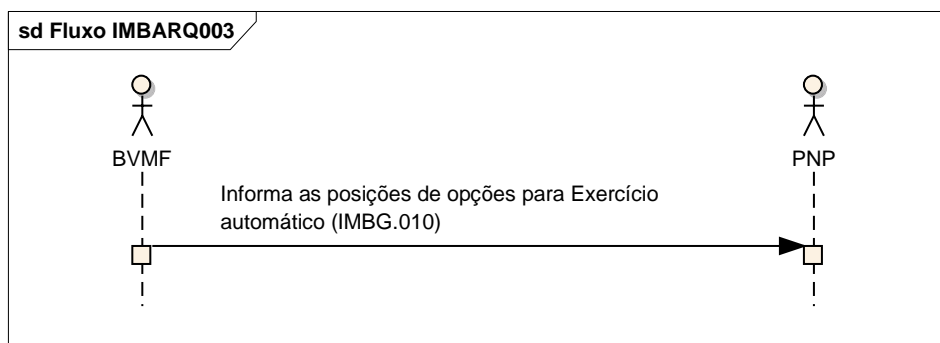 sd Fluxo IMBARQ003
BVMF
PNP
Informa as posições de opções para Exercício
automático (IMBG.010)